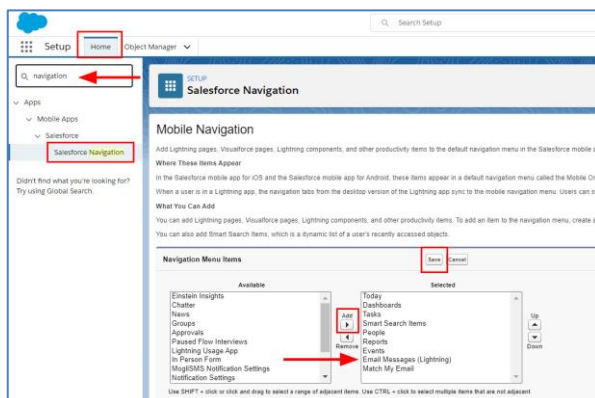 Search Setup
Setup
Home
Object Manager
navigation
Apps
Mobile Apps
Salesforce
Salesforce Navigation
Didn't find what you're looking for?
Try using Global Search.
SETUP
Salesforce Navigation
Mobile Navigation
Add Lightning pages, Visualforce pages, Lightning components, and other productivity items to the default navigation menu in the Salesforce mobile
Where These Items Appear
In the Salesforce mobile app for iOS and the Salesforce mobile app for Android, these items appear in a default navigation menu called the Mobile
When a user is in a Lightning app, the navigation tabs from the desktop version of the Lightning app sync to the mobile navigation menu. Users can
What You Can Add
You can add Lightning pages, Visualforce pages, Lightning components, and other productivity items. To add an item to the navigation menu, create
You can also add Smart Search Items, which is a dynamic list of a user's recently accessed objects.
Navigation Menu Items
Save
Cancel
Available
Einstein Insights
Chatter
News
Groups
Approvals
Paused Flow Interviews
Lightning Usage App
In Person Form
MogliSMS Notification Settings
Notification Settings
Add
Remove
Selected
Today
Dashboards
Tasks
Smart Search Items
People
Reports
Events
Email Messages (Lightning)
Match My Email
Up
Down
Use SHIFT + click or click and drag to select a range of adjacent items. Use CTRL + click to select multiple items that are not adjacent